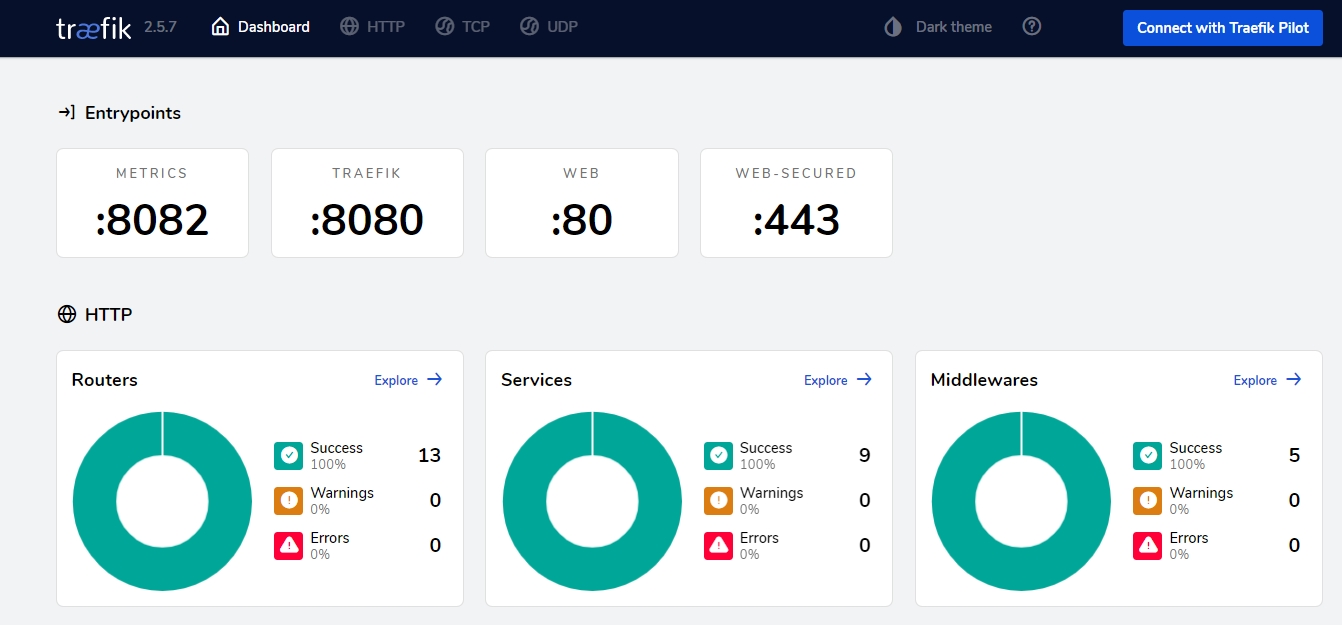 træfik 2.5.7 Dashboard HTTP TCP UDP Dark theme Connect with Traefik Pilot
Entrypoints
METRICS TRAEFIK WEB WEB-SECURED
:8082 :8080 :80 :443
HTTP
Routers Explore
Success 13
100%
Warnings 0
0%
Errors 0
0%
Services Explore
Success 9
100%
Warnings 0
0%
Errors 0
0%
Middlewares Explore
Success 5
100%
Warnings 0
0%
Errors 0
0%